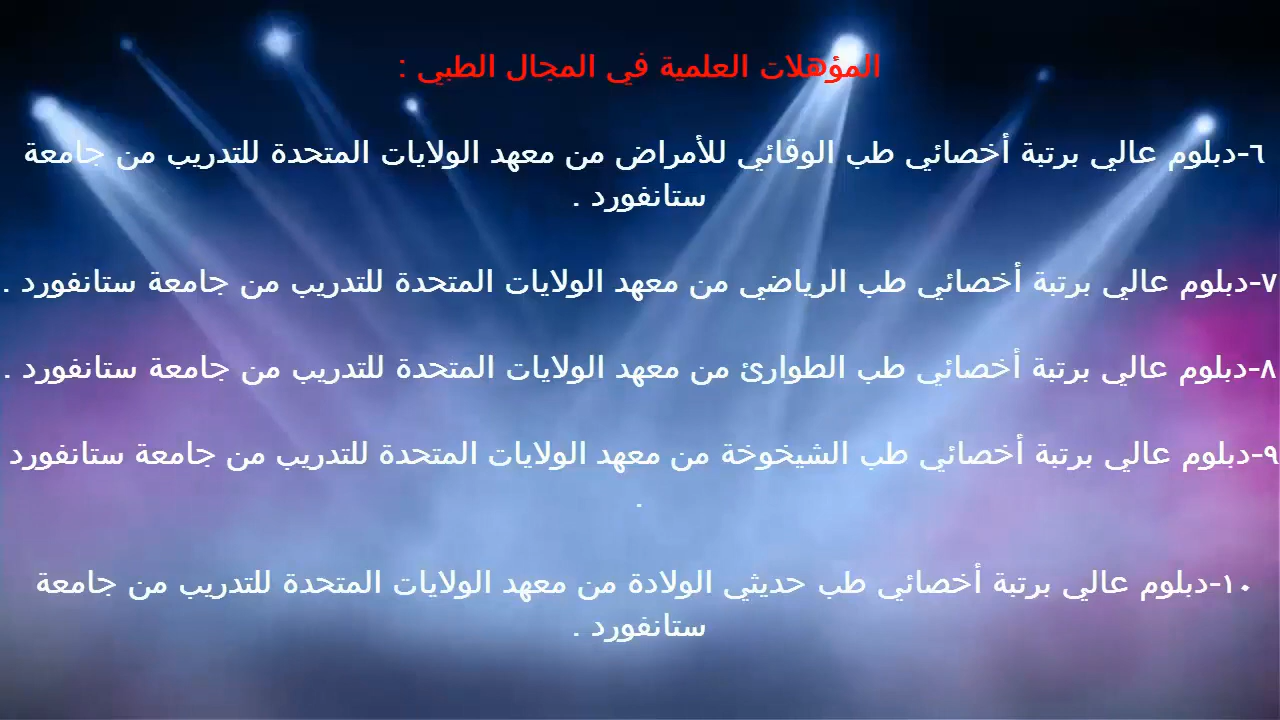 المؤهلات العلمية في المجال الطبي :
٦-دبلوم عالي برتبة أخصائي طب الوقائي للأمراض من معهد الولايات المتحدة للتدريب من جامعة
ستانفورد .
٧-دبلوم عالي برتبة أخصائي طب الرياضي من معهد الولايات المتحدة للتدريب من جامعة ستانفورد .
٨-دبلوم عالي برتبة أخصائي طب الطوارئ من معهد الولايات المتحدة للتدريب من جامعة ستانفورد .
٩-دبلوم عالي برتبة أخصائي طب الشيخوخة من معهد الولايات المتحدة للتدريب من جامعة ستانفورد
.
١٠-دبلوم عالي برتبة أخصائي طب حديثي الولادة من معهد الولايات المتحدة للتدريب من جامعة
ستانفورد .